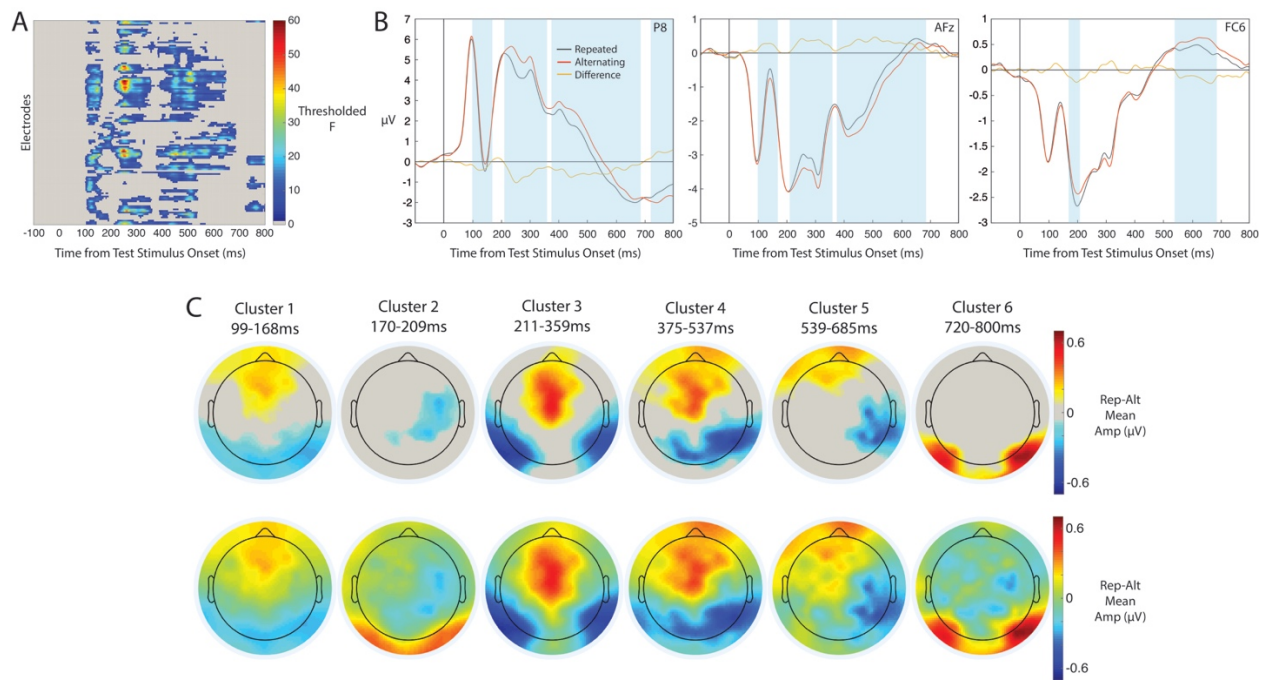 A
Electrodes
-100 0 100 200 300 400 500 600 700 800
Time from Test Stimulus Onset (ms)
60
50
40
30
20
10
0
Thresholded
F
B
P8
Repeated
Alternating
Difference
µV
7
6
5
4
3
2
1
0
-1
-2
-3
-100 0 100 200 300 400 500 600 700 800
Time from Test Stimulus Onset (ms)
AFz
1
0
-1
-2
-3
-4
-5
-100 0 100 200 300 400 500 600 700 800
Time from Test Stimulus Onset (ms)
FC6
1
0.5
0
-0.5
-1
-1.5
-2
-2.5
-3
-100 0 100 200 300 400 500 600 700 800
Time from Test Stimulus Onset (ms)
C
Cluster 1
99-168ms
Cluster 2
170-209ms
Cluster 3
211-359ms
Cluster 4
375-537ms
Cluster 5
539-685ms
Cluster 6
720-800ms
0.6
0
-0.6
Rep-Alt
Mean
Amp (µV)
0.6
0
-0.6
Rep-Alt
Mean
Amp (µV)